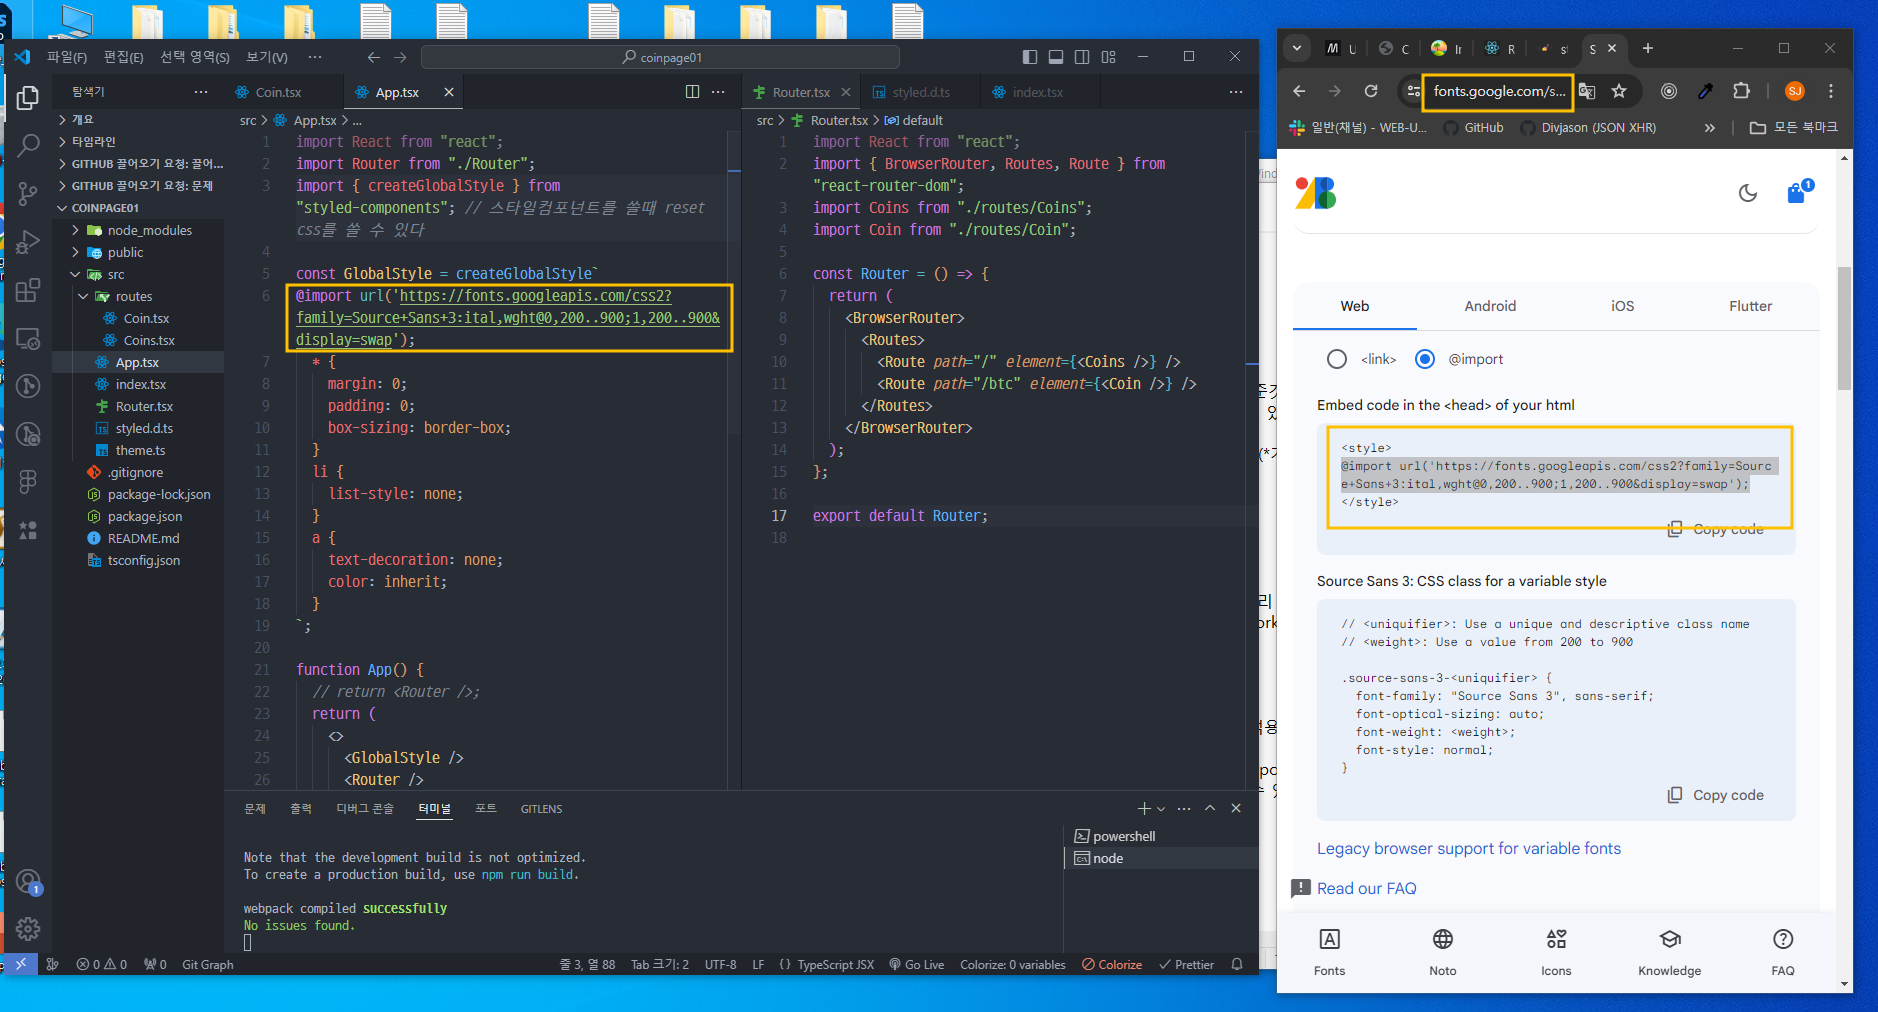 파일(F) 편집(E) 선택 영역(S) 보기(V) ···
coinpage01
탐색기
개요
타임라인
GITHUB 끌어오기 요청: 끌어...
GITHUB 끌어오기 요청: 문제
COINPAGE01
node_modules
public
src
routes
Coin.tsx
Coins.tsx
App.tsx
index.tsx
Router.tsx
styled.d.ts
theme.ts
.gitignore
package-lock.json
package.json
README.md
tsconfig.json
1
Coin.tsx App.tsx
src > App.tsx > ...
1 import React from "react";
2 import Router from "./Router";
3 import { createGlobalStyle } from
"styled-components"; // 스타일컴포넌트를 쓸때 reset
css를 쓸 수 있다
4
5 const GlobalStyle = createGlobalStyle`
6 @import url('https://fonts.googleapis.com/css2?
family=Source+Sans+3:ital,wght@0,200..900;1,200..900&
display=swap');
7 * {
8 margin: 0;
9 padding: 0;
10 box-sizing: border-box;
11 }
12 li {
13 list-style: none;
14 }
15 a {
16 text-decoration: none;
17 color: inherit;
18 }
19 `;
20
21 function App() {
22 // return <Router />;
23 return (
24 <>
25 <GlobalStyle />
26 <Router />
Router.tsx styled.d.ts index.tsx
src > Router.tsx > default
1 import React from "react";
2 import { BrowserRouter, Routes, Route } from
"react-router-dom";
3 import Coins from "./routes/Coins";
4 import Coin from "./routes/Coin";
5
6 const Router = () => {
7 return (
8 <BrowserRouter>
9 <Routes>
10 <Route path="/" element={<Coins />} />
11 <Route path="/btc" element={<Coin />} />
12 </Routes>
13 </BrowserRouter>
14 );
15 };
16
17 export default Router;
18
문제 출력 디버그 콘솔 터미널 포트 GITLENS
Note that the development build is not optimized.
To create a production build, use npm run build.
webpack compiled successfully
No issues found.
powershell
node
0 0 0 Git Graph
줄 3, 열 88 Tab 크기: 2 UTF-8 LF {} TypeScript JSX Go Live Colorize: 0 variables Colorize Prettier
fonts.google.com/s...
SJ
일반(채널) - WEB-U... GitHub Divjason (JSON XHR) » 모든 북마크
1
Web Android iOS Flutter
<link> @import
Embed code in the <head> of your html
<style>
@import url('https://fonts.googleapis.com/css2?family=Sourc
e+Sans+3:ital,wght@0,200..900;1,200..900&display=swap');
</style>
Copy code
Source Sans 3: CSS class for a variable style
// <uniquifier>: Use a unique and descriptive class name
// <weight>: Use a value from 200 to 900
.source-sans-3-<uniquifier> {
font-family: "Source Sans 3", sans-serif;
font-optical-sizing: auto;
font-weight: <weight>;
font-style: normal;
}
Copy code
Legacy browser support for variable fonts
Read our FAQ
Fonts Noto Icons Knowledge FAQ